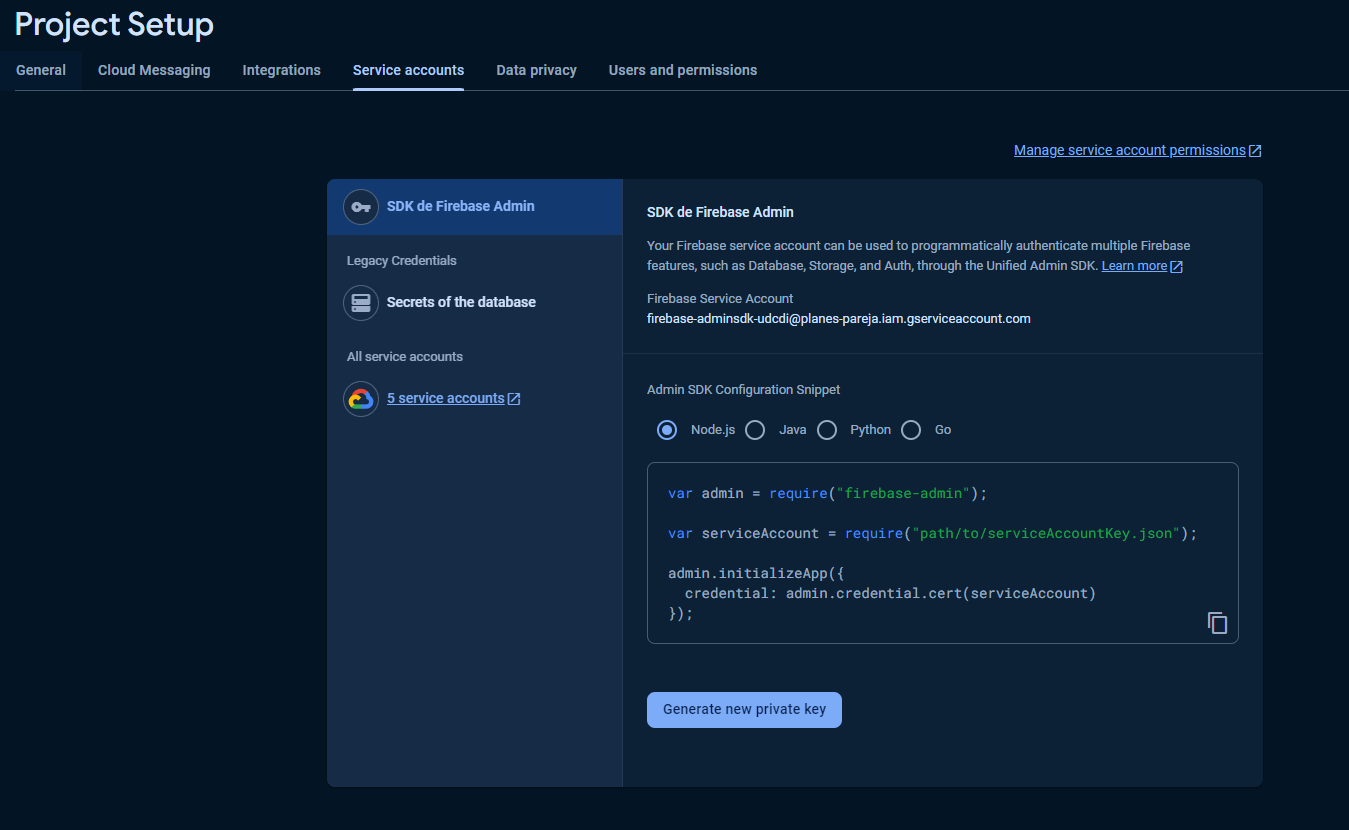 Project Setup
General
Cloud Messaging
Integrations
Service accounts
Data privacy
Users and permissions
Manage service account permissions
SDK de Firebase Admin
Legacy Credentials
Secrets of the database
All service accounts
5 service accounts
SDK de Firebase Admin
Your Firebase service account can be used to programmatically authenticate multiple Firebase
features, such as Database, Storage, and Auth, through the Unified Admin SDK. Learn more
Firebase Service Account
firebase-adminsdk-udcdi@planes-pareja.iam.gserviceaccount.com
Admin SDK Configuration Snippet
Node.js
Java
Python
Go
var admin = require("firebase-admin");
var serviceAccount = require("path/to/serviceAccountKey.json");
admin.initializeApp({
  credential: admin.credential.cert(serviceAccount)
});
Generate new private key